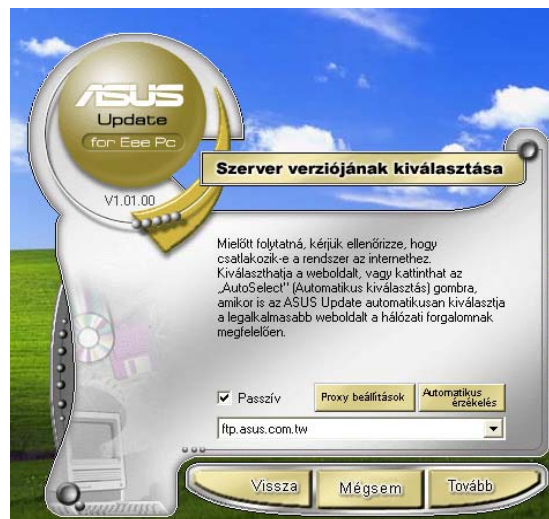 ASUS
Update
for Eee Pc
V1.01.00
Szerver verziójának kiválasztása
Mielőtt folytatná, kérjük ellenőrizze, hogy
csatlakozik-e a rendszer az internethez.
Kiválaszthatja a weboldalt, vagy kattinthat az
„AutoSelect'' (Automatikus kiválasztás) gombra,
amikor is az ASUS Update automatikusan kiválasztja
a legalkalmasabb weboldalt a hálózati forgalomnak
megfelelően.
Passzív
Proxy beállítások
Automatikus
érzékelés
ftp.asus.com.tw
Vissza
Mégsem
Tovább